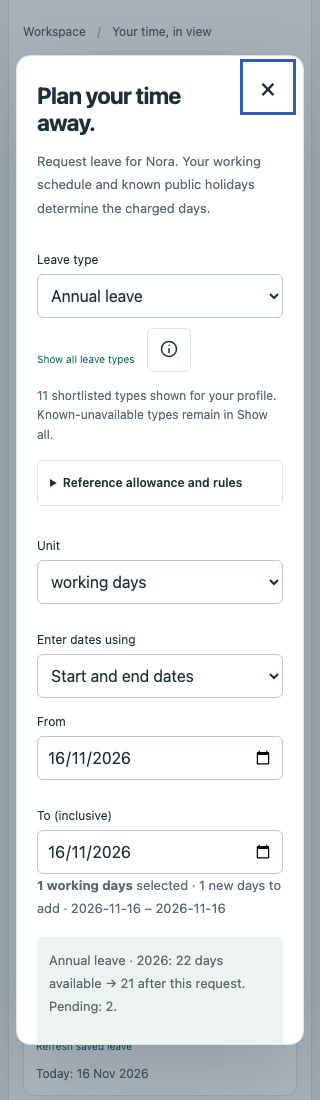 Workspace / Your time, in view
Plan your time
away.
×
Request leave for Nora. Your working
schedule and known public holidays
determine the charged days.
Leave type
Annual leave
Show all leave types
11 shortlisted types shown for your profile.
Known-unavailable types remain in Show
all.
Reference allowance and rules
Unit
working days
Enter dates using
Start and end dates
From
16/11/2026
To (inclusive)
16/11/2026
1 working days selected · 1 new days to
add · 2026-11-16 – 2026-11-16
Annual leave · 2026: 22 days
available → 21 after this request.
Pending: 2.
Refresh saved leave
Today: 16 Nov 2026